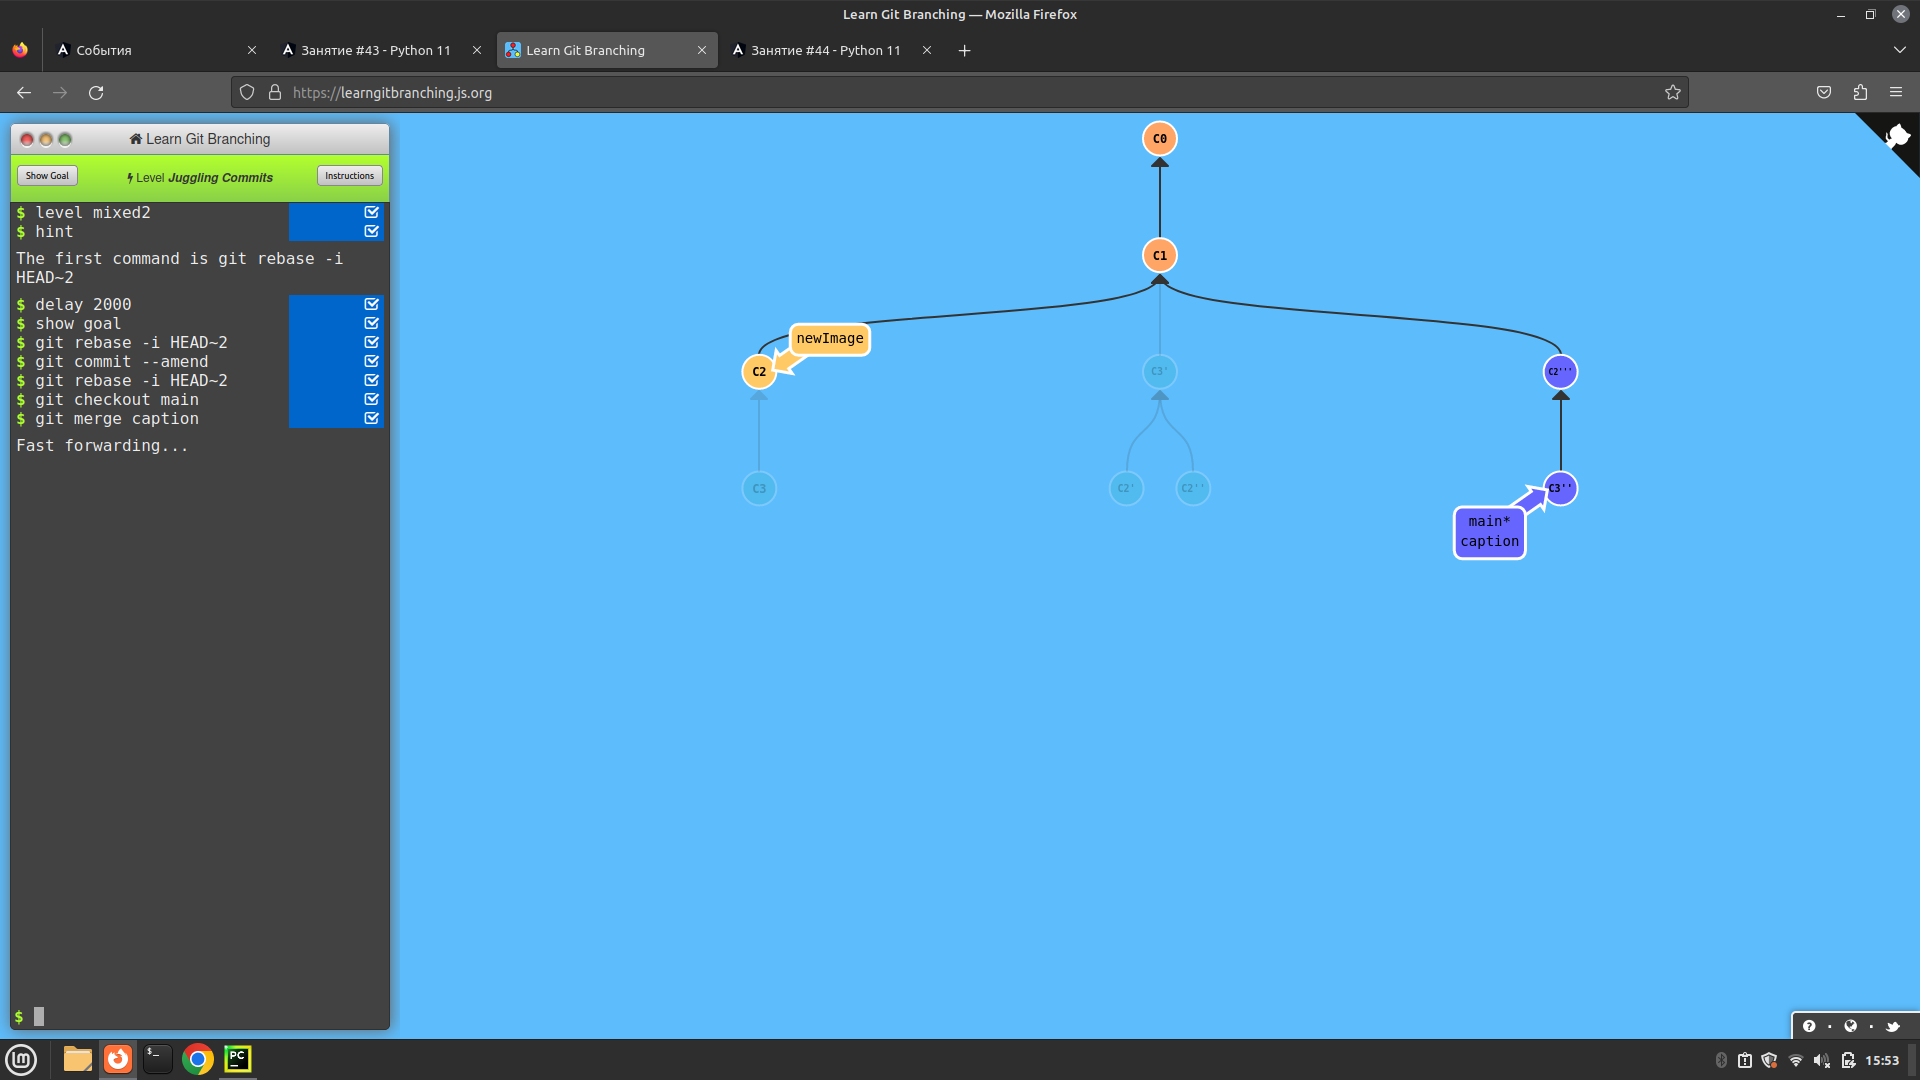 Learn Git Branching — Mozilla Firefox
События
Занятие #43 - Python 11
Learn Git Branching
Занятие #44 - Python 11
https://learngitbranching.js.org
Learn Git Branching
Show Goal
Level Juggling Commits
Instructions
$ level mixed2
$ hint
The first command is git rebase -i
HEAD~2
$ delay 2000
$ show goal
$ git rebase -i HEAD~2
$ git commit --amend
$ git rebase -i HEAD~2
$ git checkout main
$ git merge caption
Fast forwarding...
$
C0
C1
newImage
C2
C3'
C2'''
C3
C2'
C2''
C3''
main*
caption
PC
15:53